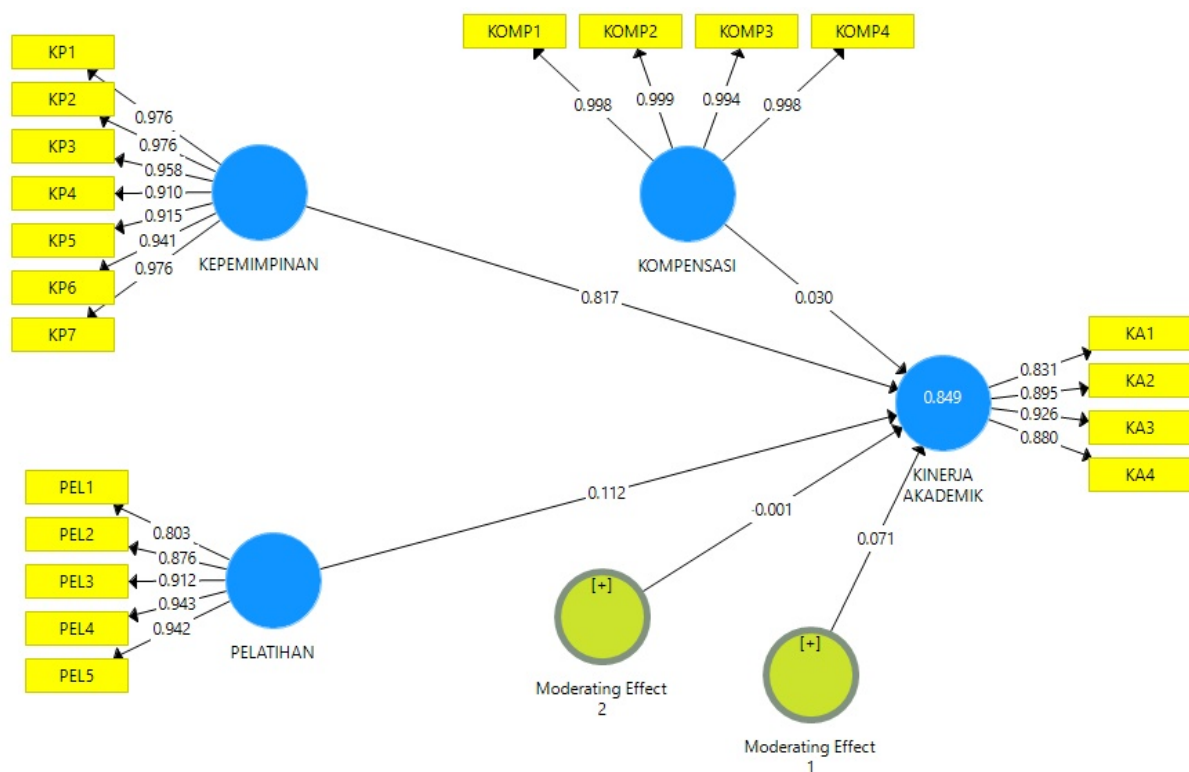 KP1
KP2
KP3
KP4
KP5
KP6
KP7
0.976
0.976
0.958
0.910
0.915
0.941
0.976
KEPEMIMPINAN
KOMP1
KOMP2
KOMP3
KOMP4
0.998
0.999
0.994
0.998
KOMPENSASI
0.817
0.030
0.849
KINERJA
AKADEMIK
0.831
0.895
0.926
0.880
KA1
KA2
KA3
KA4
PEL1
PEL2
PEL3
PEL4
PEL5
0.803
0.876
0.912
0.943
0.942
PELATIHAN
0.112
-0.001
0.071
[+]
Moderating Effect
2
[+]
Moderating Effect
1